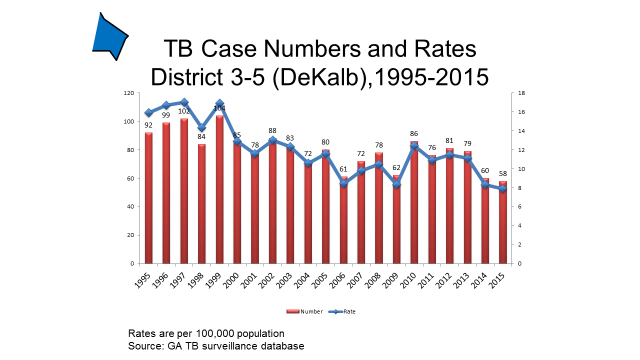 TB Case Numbers and Rates
District 3-5 (DeKalb),1995-2015
120
100
80
60
40
20
0
18
16
14
12
10
8
6
4
2
0
92 99 102 84 104 85 78 88 83 72 80 61 72 78 62 86 76 81 79 60 58
1995 1996 1997 1998 1999 2000 2001 2002 2003 2004 2005 2006 2007 2008 2009 2010 2011 2012 2013 2014 2015
Number Rate
Rates are per 100,000 population
Source: GA TB surveillance database